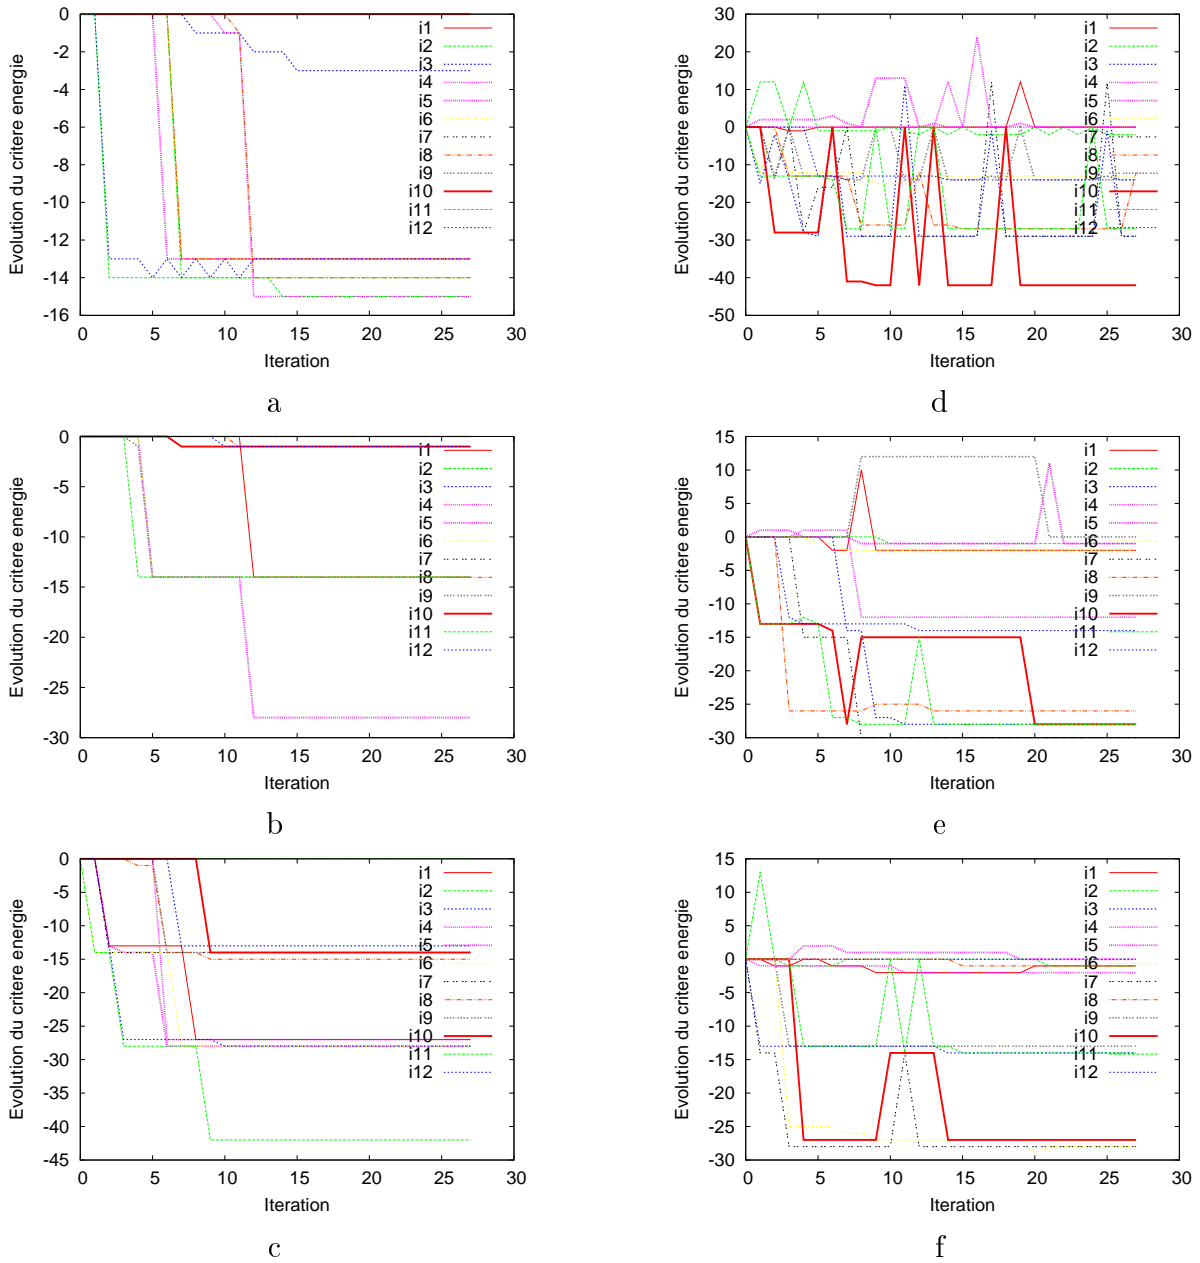 0
-2
-4
-6
-8
-10
-12
-14
-16
0 5 10 15 20 25 30
Evolution du critere energie
Iteration
i1
i2
i3
i4
i5
i6
i7
i8
i9
i10
i11
i12
a
30
20
10
0
-10
-20
-30
-40
-50
0 5 10 15 20 25 30
Evolution du critere energie
Iteration
i1
i2
i3
i4
i5
i6
i7
i8
i9
i10
i11
i12
d
0
-5
-10
-15
-20
-25
-30
0 5 10 15 20 25 30
Evolution du critere energie
Iteration
i1
i2
i3
i4
i5
i6
i7
i8
i9
i10
i11
i12
b
15
10
5
0
-5
-10
-15
-20
-25
-30
0 5 10 15 20 25 30
Evolution du critere energie
Iteration
i1
i2
i3
i4
i5
i6
i7
i8
i9
i10
i11
i12
e
0
-5
-10
-15
-20
-25
-30
-35
-40
-45
0 5 10 15 20 25 30
Evolution du critere energie
Iteration
i1
i2
i3
i4
i5
i6
i7
i8
i9
i10
i11
i12
c
15
10
5
0
-5
-10
-15
-20
-25
-30
0 5 10 15 20 25 30
Evolution du critere energie
Iteration
i1
i2
i3
i4
i5
i6
i7
i8
i9
i10
i11
i12
f